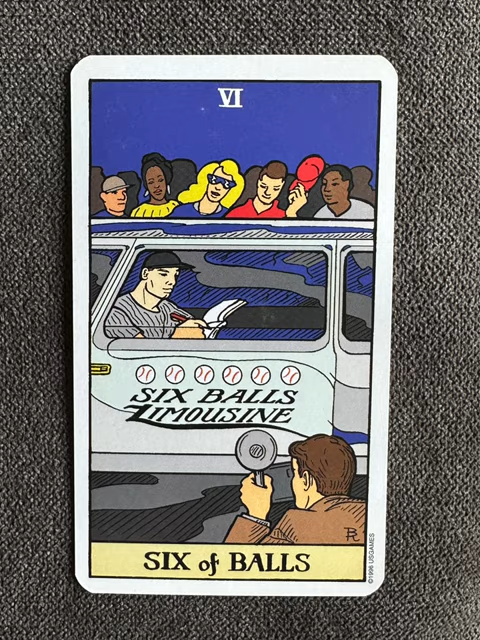 VI
SIX BALLS
LIMOUSINE
R
SIX of BALLS
©1996 USGAMES